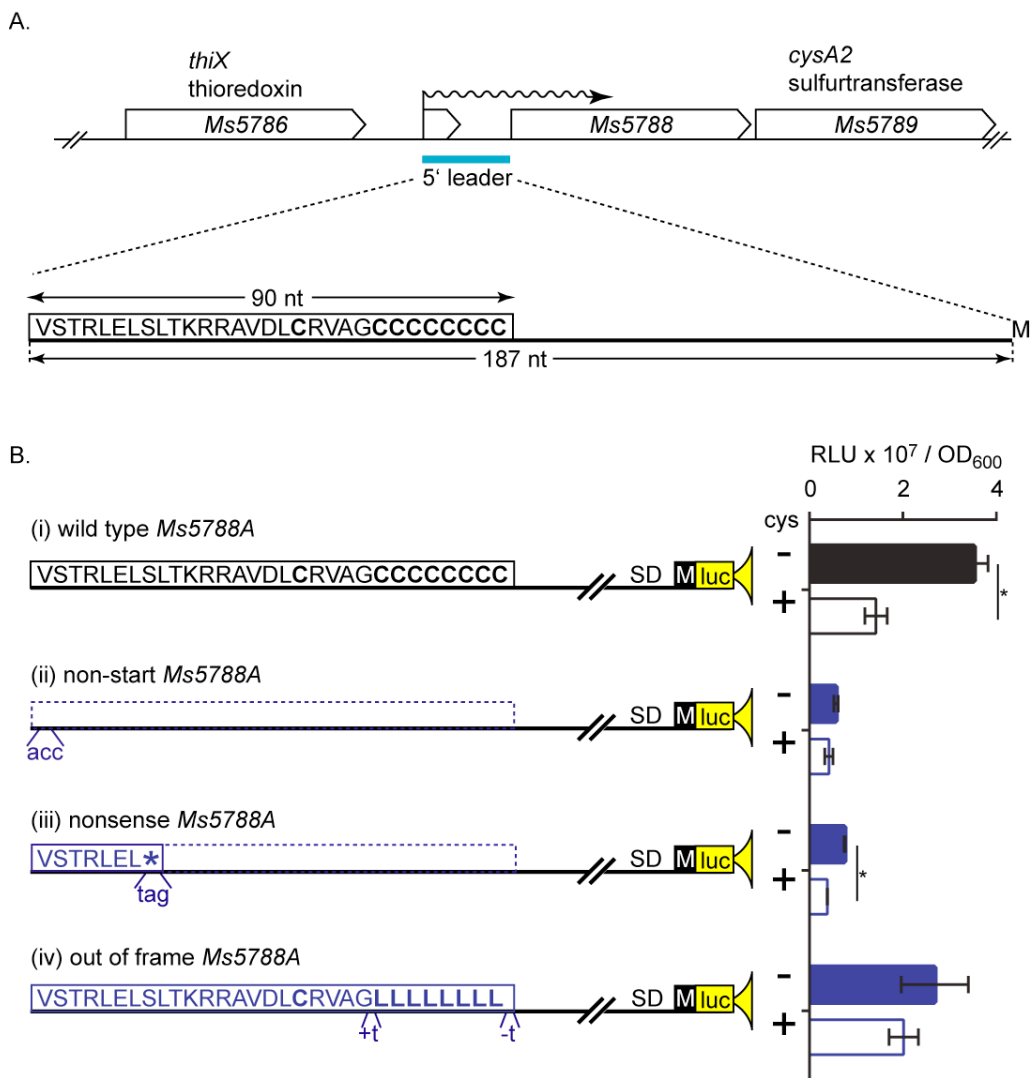 A.
thiX
thioredoxin
cysA2
sulfurtransferase
Ms5786
Ms5788
Ms5789
5‘ leader
90 nt
VSTRLELSLTKRRAVDLCRVAGCCCCCCCC
M
187 nt
B.
RLU x 10⁷ / OD₆₀₀
0 2 4
cys
(i) wild type Ms5788A
VSTRLELSLTKRRAVDLCRVAGCCCCCCCC
SD M luc
-
+
*
(ii) non-start Ms5788A
SD M luc
acc
-
+
(iii) nonsense Ms5788A
VSTRLEL*
SD M luc
tag
-
+
*
(iv) out of frame Ms5788A
VSTRLELSLTKRRAVDLCRVAGLLLLLLLL
SD M luc
+t -t
-
+